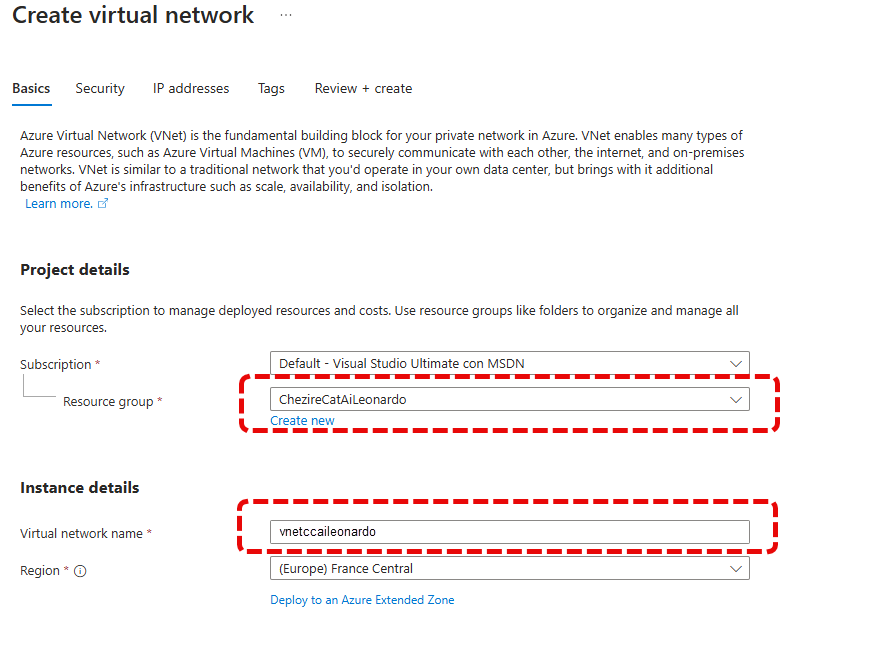 Create virtual network ...
Basics Security IP addresses Tags Review + create
Azure Virtual Network (VNet) is the fundamental building block for your private network in Azure. VNet enables many types of
Azure resources, such as Azure Virtual Machines (VM), to securely communicate with each other, the internet, and on-premises
networks. VNet is similar to a traditional network that you'd operate in your own data center, but brings with it additional
benefits of Azure's infrastructure such as scale, availability, and isolation.
Learn more.
Project details
Select the subscription to manage deployed resources and costs. Use resource groups like folders to organize and manage all
your resources.
Subscription * Default - Visual Studio Ultimate con MSDN
Resource group * ChezireCatAiLeonardo
Create new
Instance details
Virtual network name * vnetccaileonardo
Region * (Europe) France Central
Deploy to an Azure Extended Zone